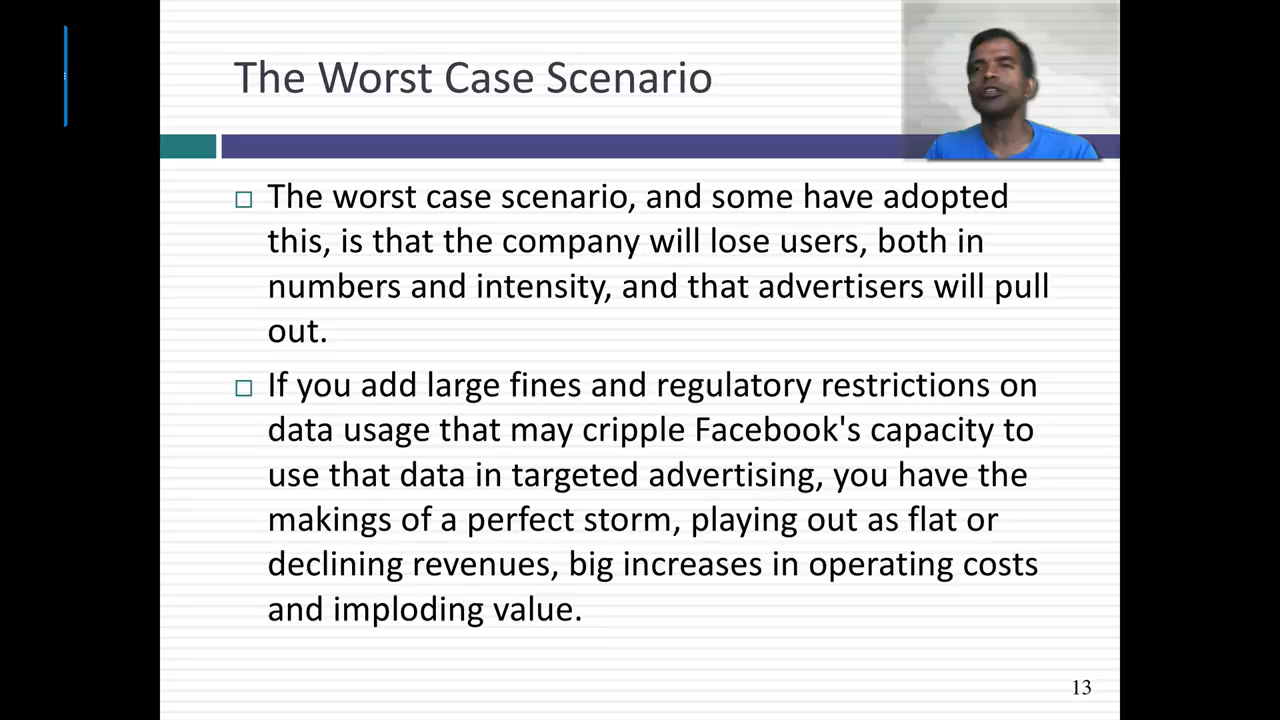 The Worst Case Scenario
The worst case scenario, and some have adopted
this, is that the company will lose users, both in
numbers and intensity, and that advertisers will pull
out.
If you add large fines and regulatory restrictions on
data usage that may cripple Facebook's capacity to
use that data in targeted advertising, you have the
makings of a perfect storm, playing out as flat or
declining revenues, big increases in operating costs
and imploding value.
13